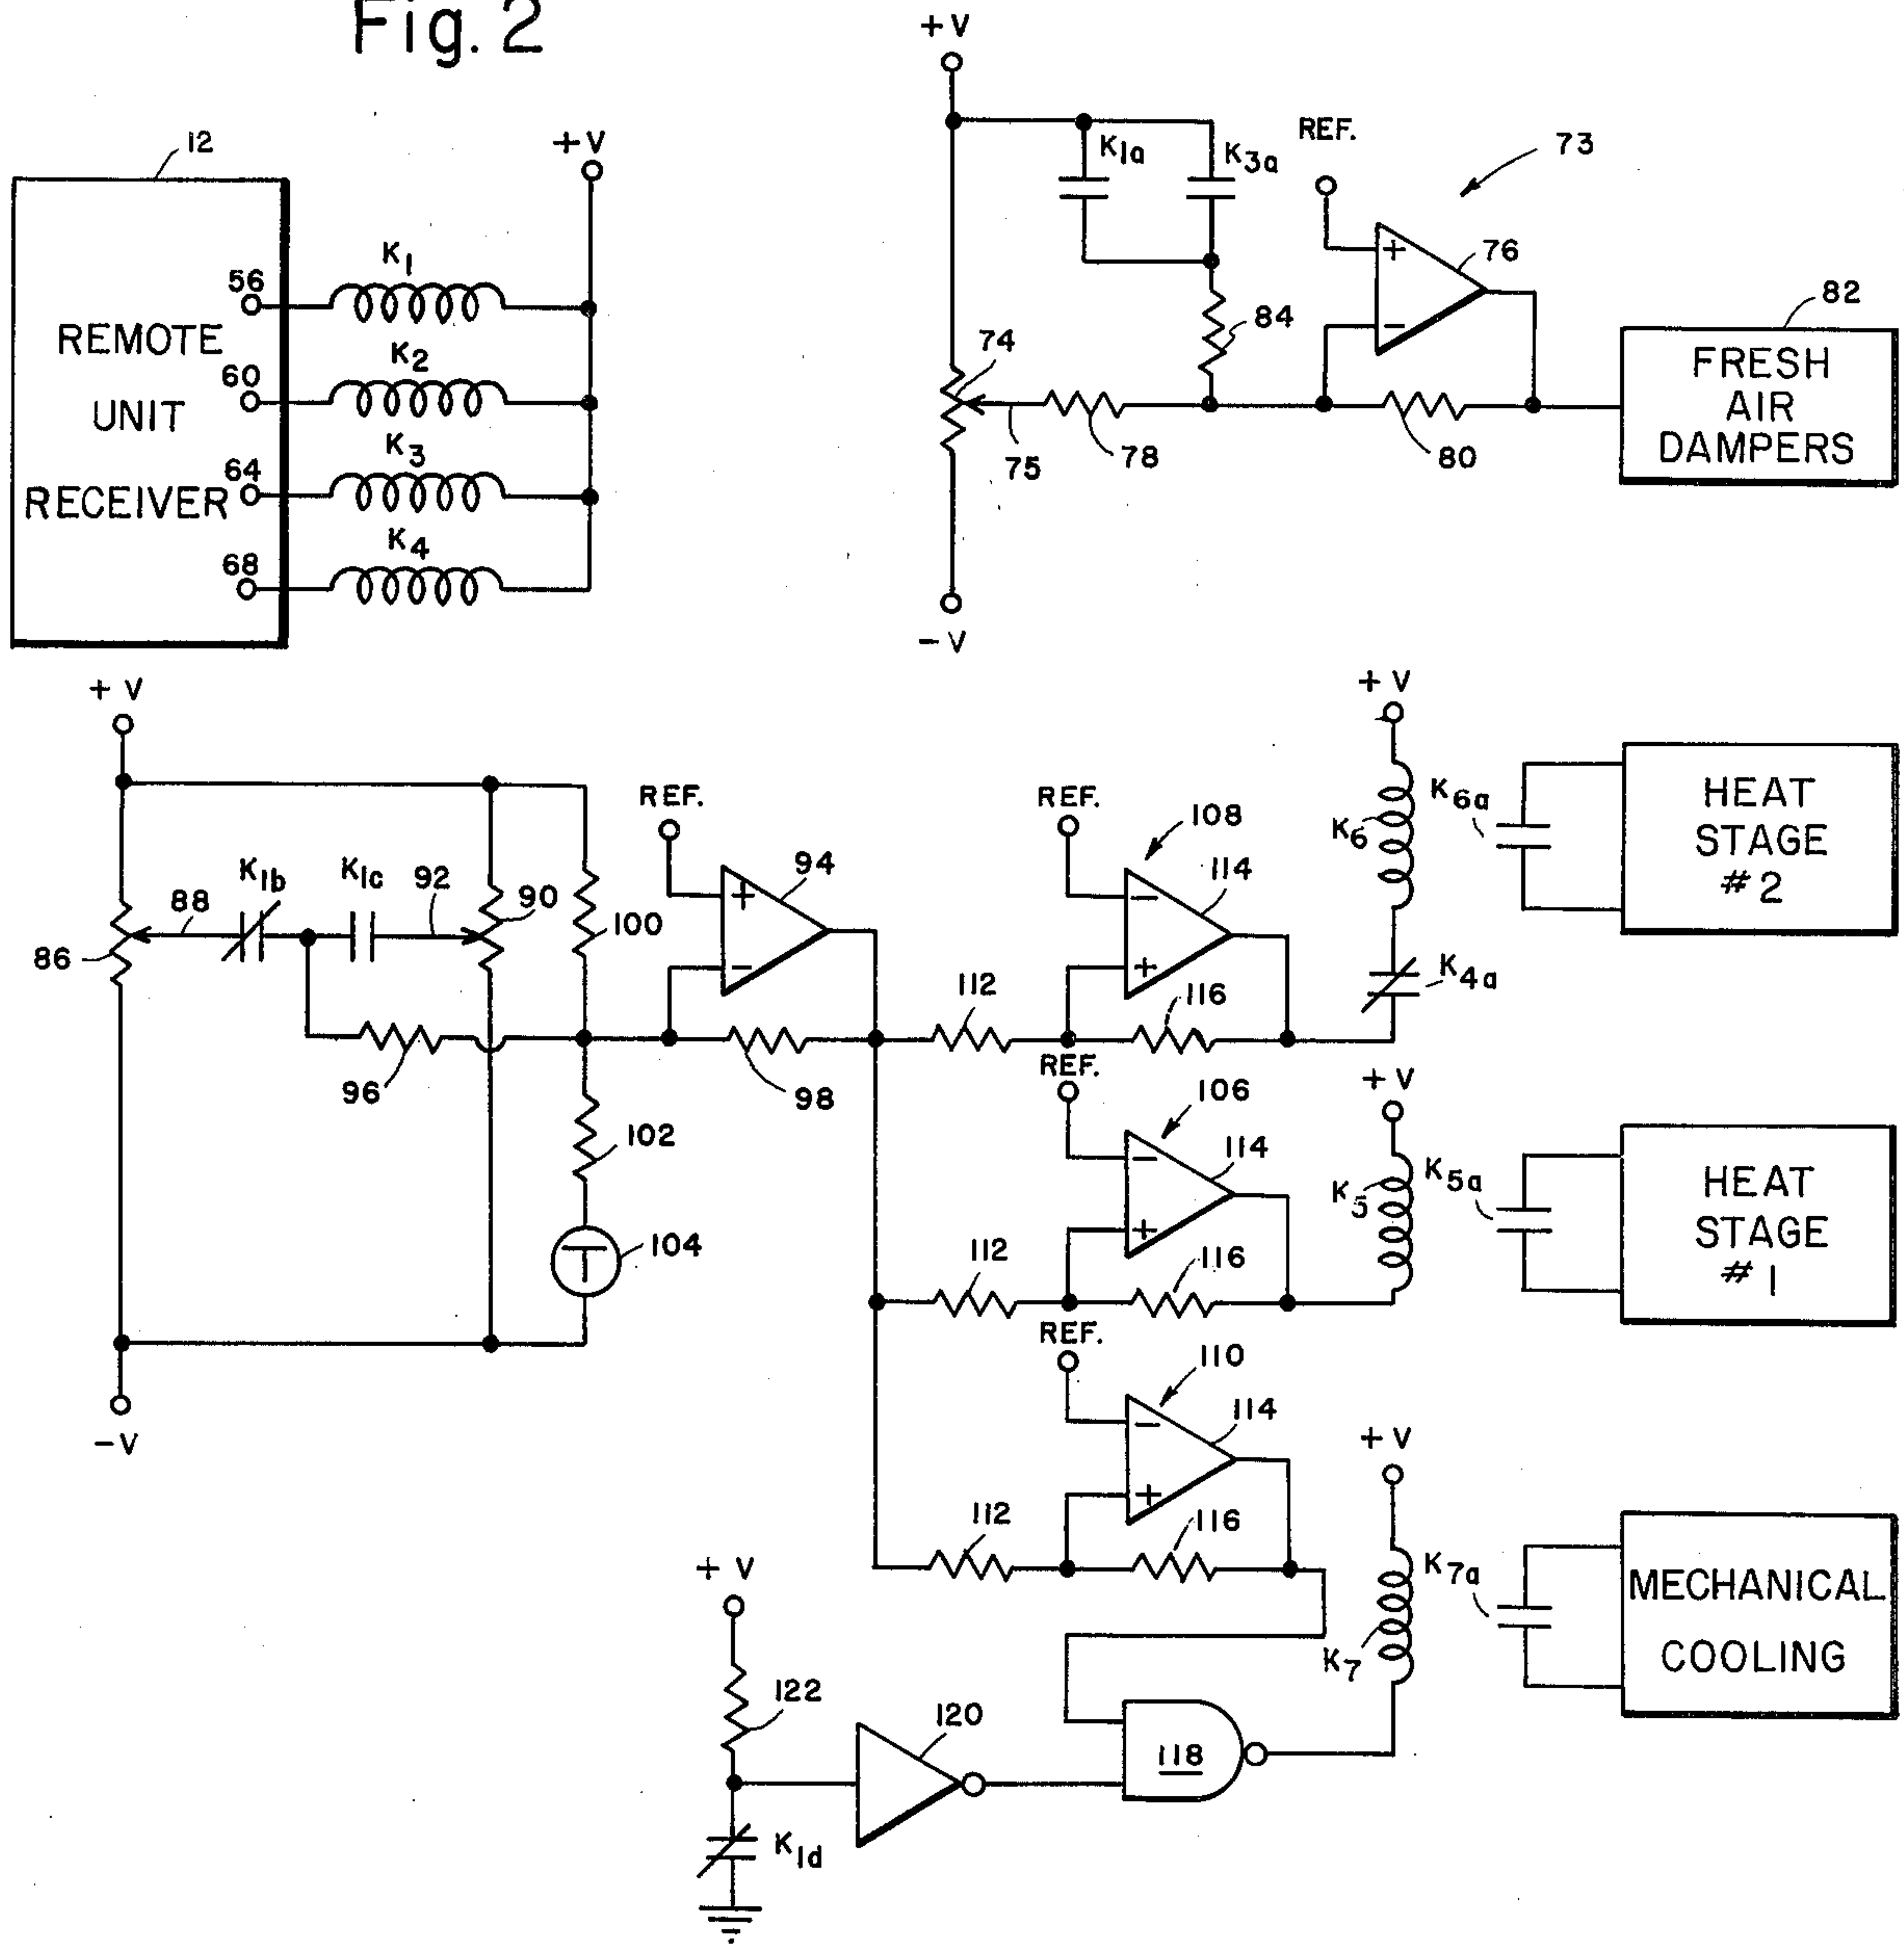 Fig. 2
12
+V
REMOTE
UNIT
RECEIVER
56
60
64
68
K1
K2
K3
K4
+V
K1a
K3a
REF.
73
+
76
−
84
74
75
78
80
82
FRESH
AIR
DAMPERS
−V
+V
86
88
K1b
K1c
92
90
100
96
102
T
104
−V
REF.
+
94
−
98
REF.
108
−
114
+
112
116
+V
K6
K4a
K6a
HEAT
STAGE
#2
REF.
106
−
114
+
112
116
+V
K5
K5a
HEAT
STAGE
#1
REF.
110
−
114
+
112
116
+V
K7
K7a
MECHANICAL
COOLING
+V
122
120
118
K1d